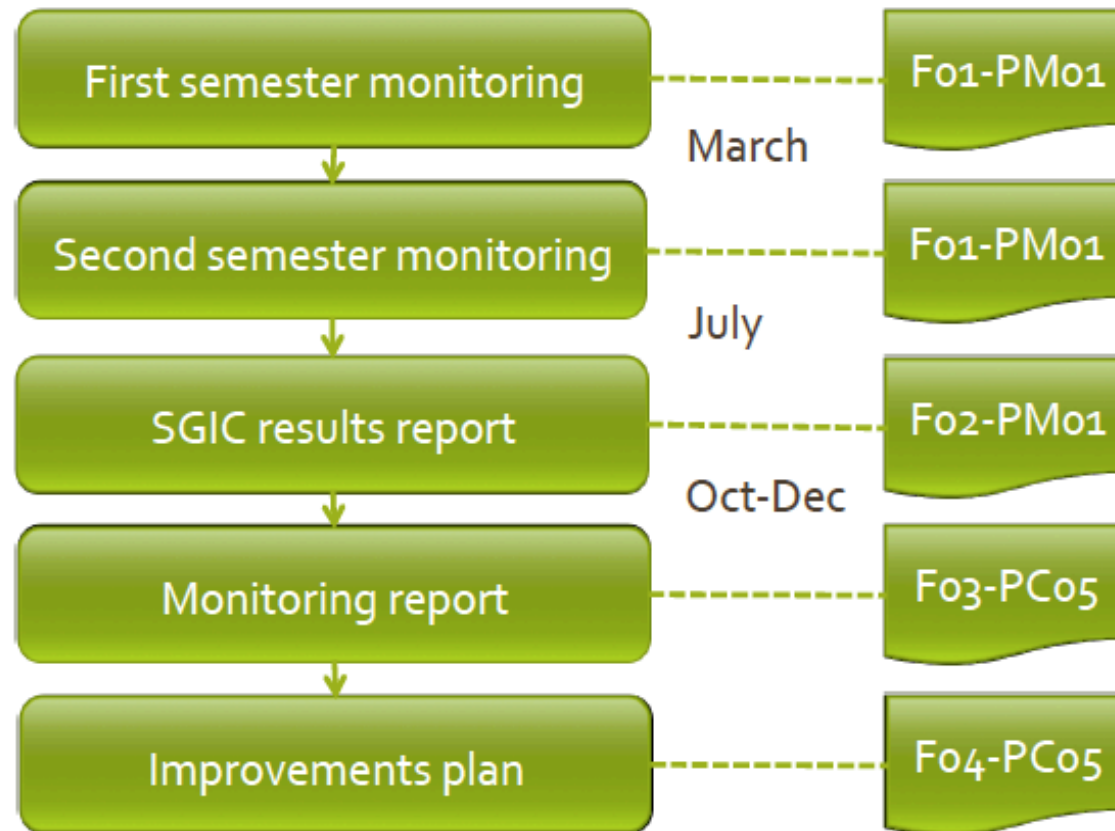 First semester monitoring
F01-PM01
March
Second semester monitoring
F01-PM01
July
SGIC results report
F02-PM01
Oct-Dec
Monitoring report
F03-PC05
Improvements plan
F04-PC05